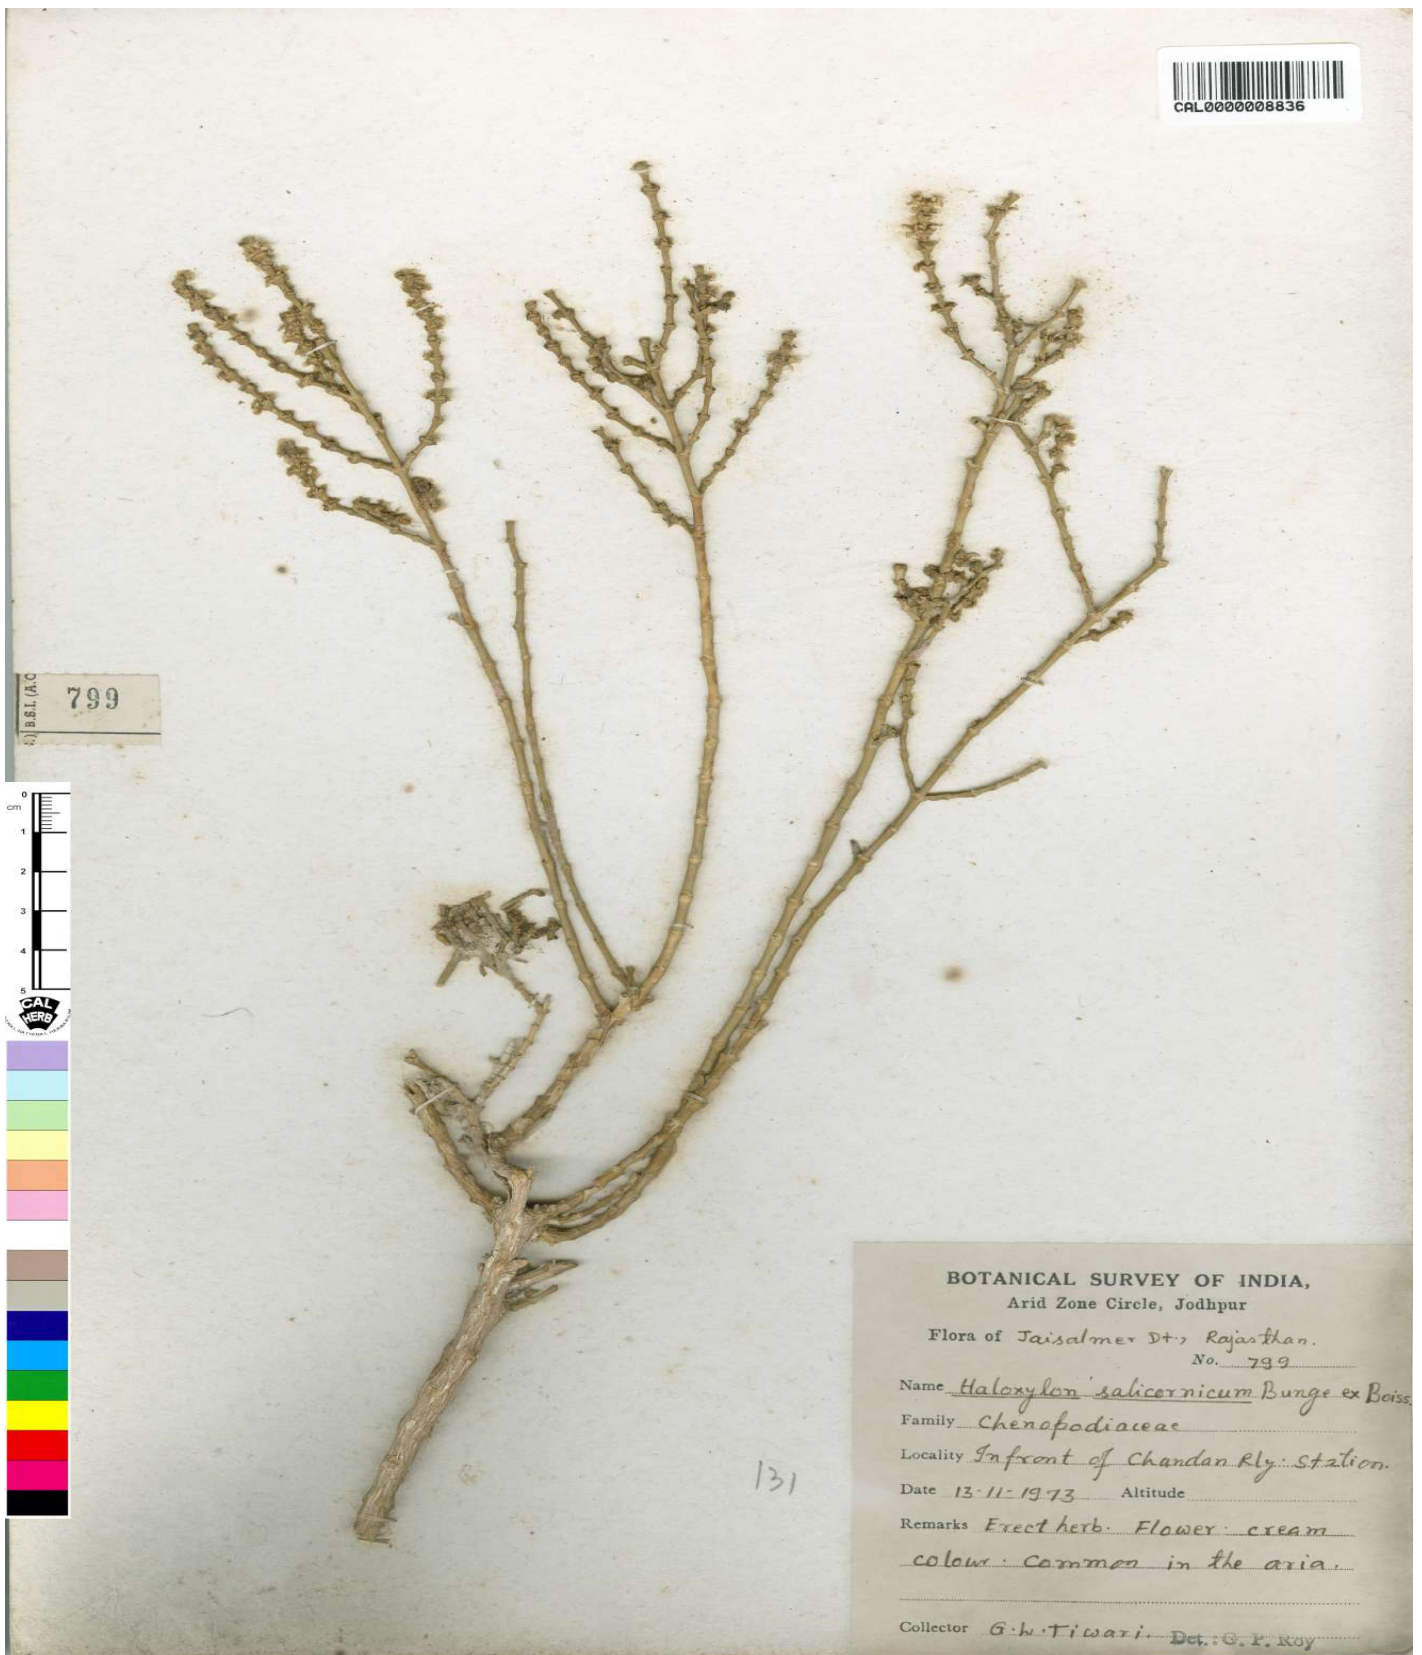 CAL0000008836
B.S.I. (A.C
799
0
cm
1
2
3
4
5
CAL
HERB
131
BOTANICAL SURVEY OF INDIA,
Arid Zone Circle, Jodhpur
Flora of Jaisalmer Dt., Rajasthan.
No. 799
Name Haloxylon salicornicum Bunge ex Boiss.
Family Chenopodiaceae
Locality Infront of Chandan Rly. Station.
Date 13-11-1973 Altitude
Remarks Erect herb. Flower cream
colour. Common in the aria.
Collector G.L.Tiwari. Det.: G. P. Roy